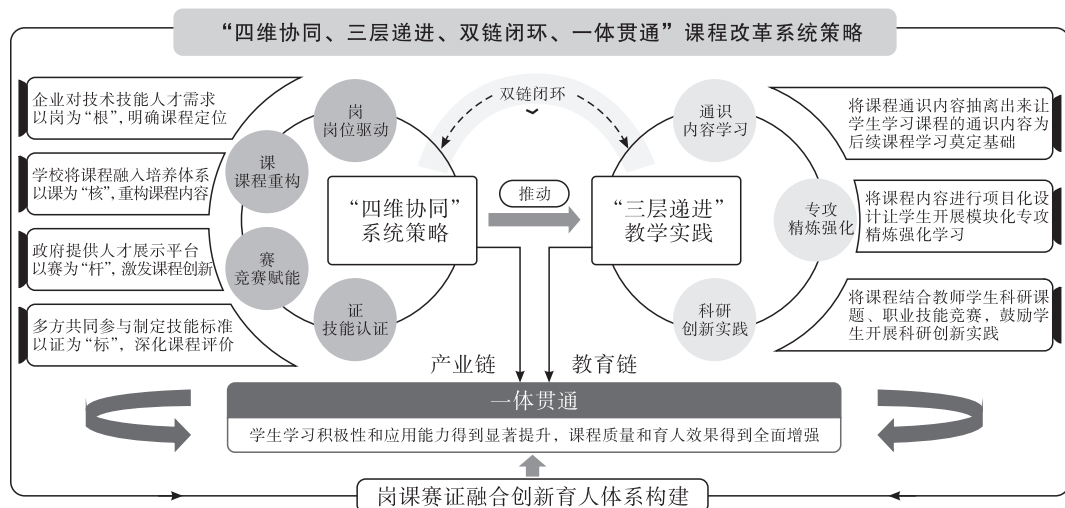 “四维协同、三层递进、双链闭环、一体贯通”课程改革系统策略
企业对技术技能人才需求
以岗为“根”，明确课程定位
学校将课程融入培养体系
以课为“核”，重构课程内容
政府提供人才展示平台
以赛为“杆”，激发课程创新
多方共同参与制定技能标准
以证为“标”，深化课程评价
岗
岗位驱动
课
课程重构
赛
竞赛赋能
证
技能认证
“四维协同”
系统策略
双链闭环
推动
“三层递进”
教学实践
通识
内容学习
专攻
精炼强化
科研
创新实践
将课程通识内容抽离出来让
学生学习课程的通识内容为
后续课程学习奠定基础
将课程内容进行项目化设
计让学生开展模块化专攻
精炼强化学习
将课程结合教师学生科研课
题、职业技能竞赛，鼓励学
生开展科研创新实践
产业链
教育链
一体贯通
学生学习积极性和应用能力得到显著提升，课程质量和育人效果得到全面增强
岗课赛证融合创新育人体系构建